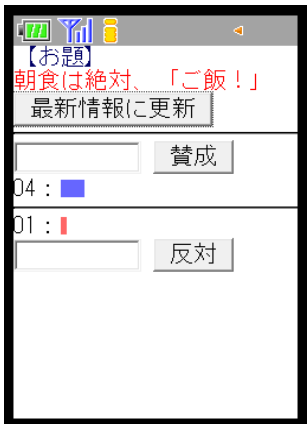 【お題】
朝食は絶対、「ご飯！」
最新情報に更新
賛成
04：
01：
反対